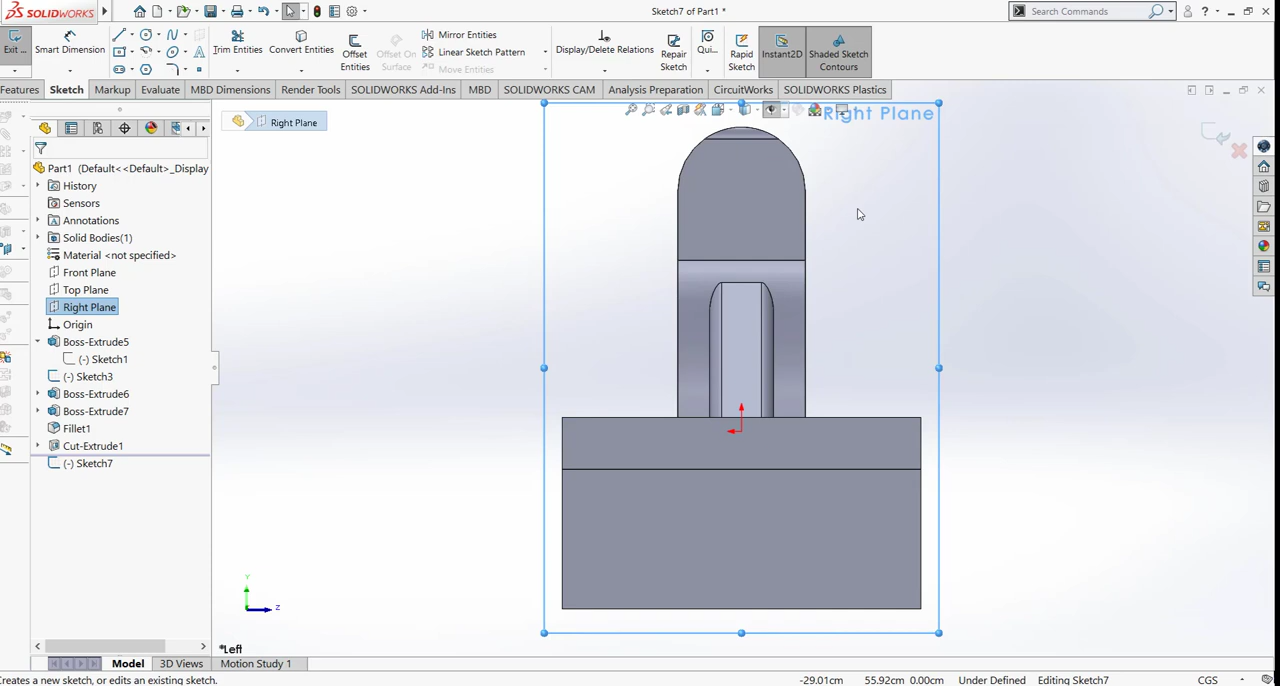 SOLIDWORKS
Sketch7 of Part1 *
Search Commands
?
Exit ...
Smart Dimension
Trim Entities
Convert Entities
Offset Entities
Offset On Surface
Mirror Entities
Linear Sketch Pattern
Move Entities
Display/Delete Relations
Repair Sketch
Qui...
Rapid Sketch
Instant2D
Shaded Sketch Contours
Features
Sketch
Markup
Evaluate
MBD Dimensions
Render Tools
SOLIDWORKS Add-Ins
MBD
SOLIDWORKS CAM
Analysis Preparation
CircuitWorks
SOLIDWORKS Plastics
Right Plane
Right Plane
Part1 (Default<<Default>_Display
History
Sensors
Annotations
Solid Bodies(1)
Material <not specified>
Front Plane
Top Plane
Right Plane
Origin
Boss-Extrude5
(-) Sketch1
(-) Sketch3
Boss-Extrude6
Boss-Extrude7
Fillet1
Cut-Extrude1
(-) Sketch7
Y
Z
*Left
Model
3D Views
Motion Study 1
Creates a new sketch, or edits an existing sketch.
-29.01cm
55.92cm
0.00cm
Under Defined
Editing Sketch7
CGS